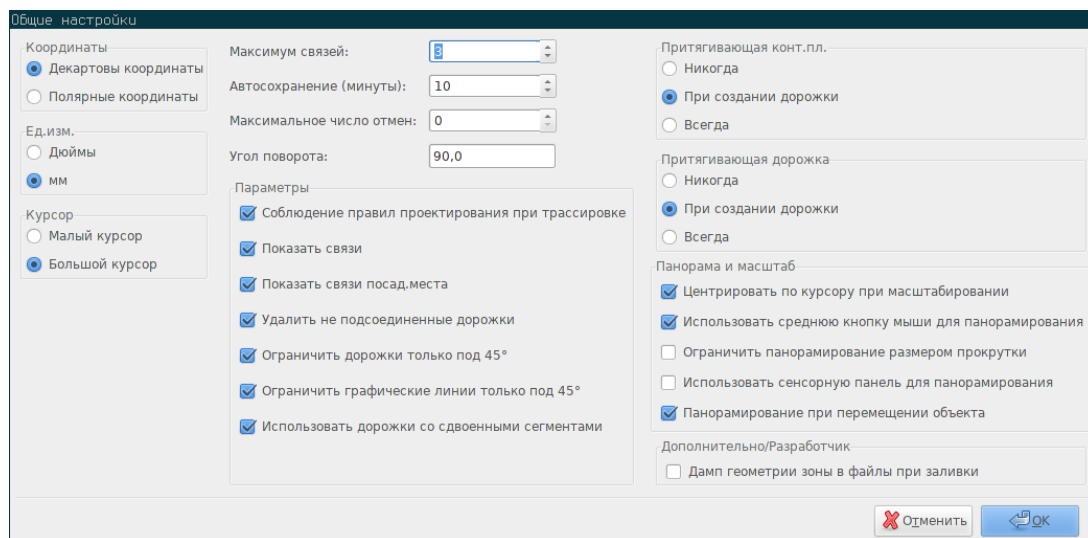 Общие настройки
Координаты
Декартовы координаты
Полярные координаты
Ед.изм.
Дюймы
мм
Курсор
Малый курсор
Большой курсор
Максимум связей:
3
Автосохранение (минуты):
10
Максимальное число отмен:
0
Угол поворота:
90,0
Параметры
Соблюдение правил проектирования при трассировке
Показать связи
Показать связи посад.места
Удалить не подсоединенные дорожки
Ограничить дорожки только под 45°
Ограничить графические линии только под 45°
Использовать дорожки со сдвоенными сегментами
Притягивающая конт.пл.
Никогда
При создании дорожки
Всегда
Притягивающая дорожка
Никогда
При создании дорожки
Всегда
Панорама и масштаб
Центрировать по курсору при масштабировании
Использовать среднюю кнопку мыши для панорамирования
Ограничить панорамирование размером прокрутки
Использовать сенсорную панель для панорамирования
Панорамирование при перемещении объекта
Дополнительно/Разработчик
Дамп геометрии зоны в файлы при заливки
Отменить
OK